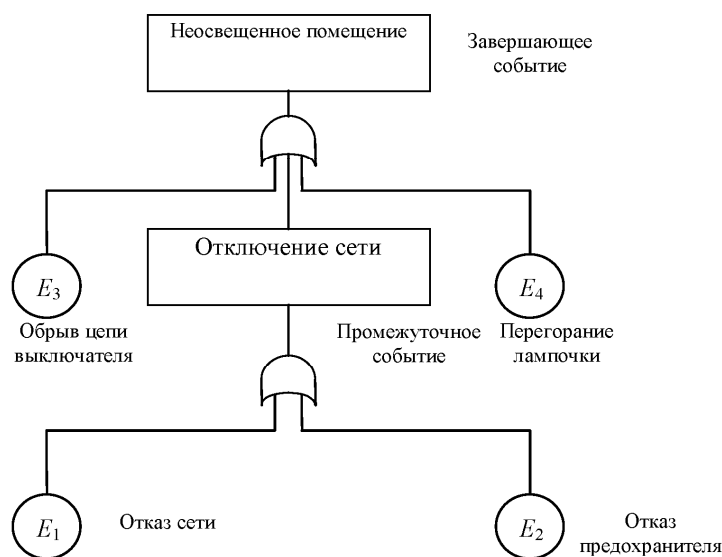 Неосвещенное помещение
Завершающее
событие
Отключение сети
E3
E4
Обрыв цепи
выключателя
Промежуточное
событие
Перегорание
лампочки
E1
Отказ сети
E2
Отказ
предохранителя